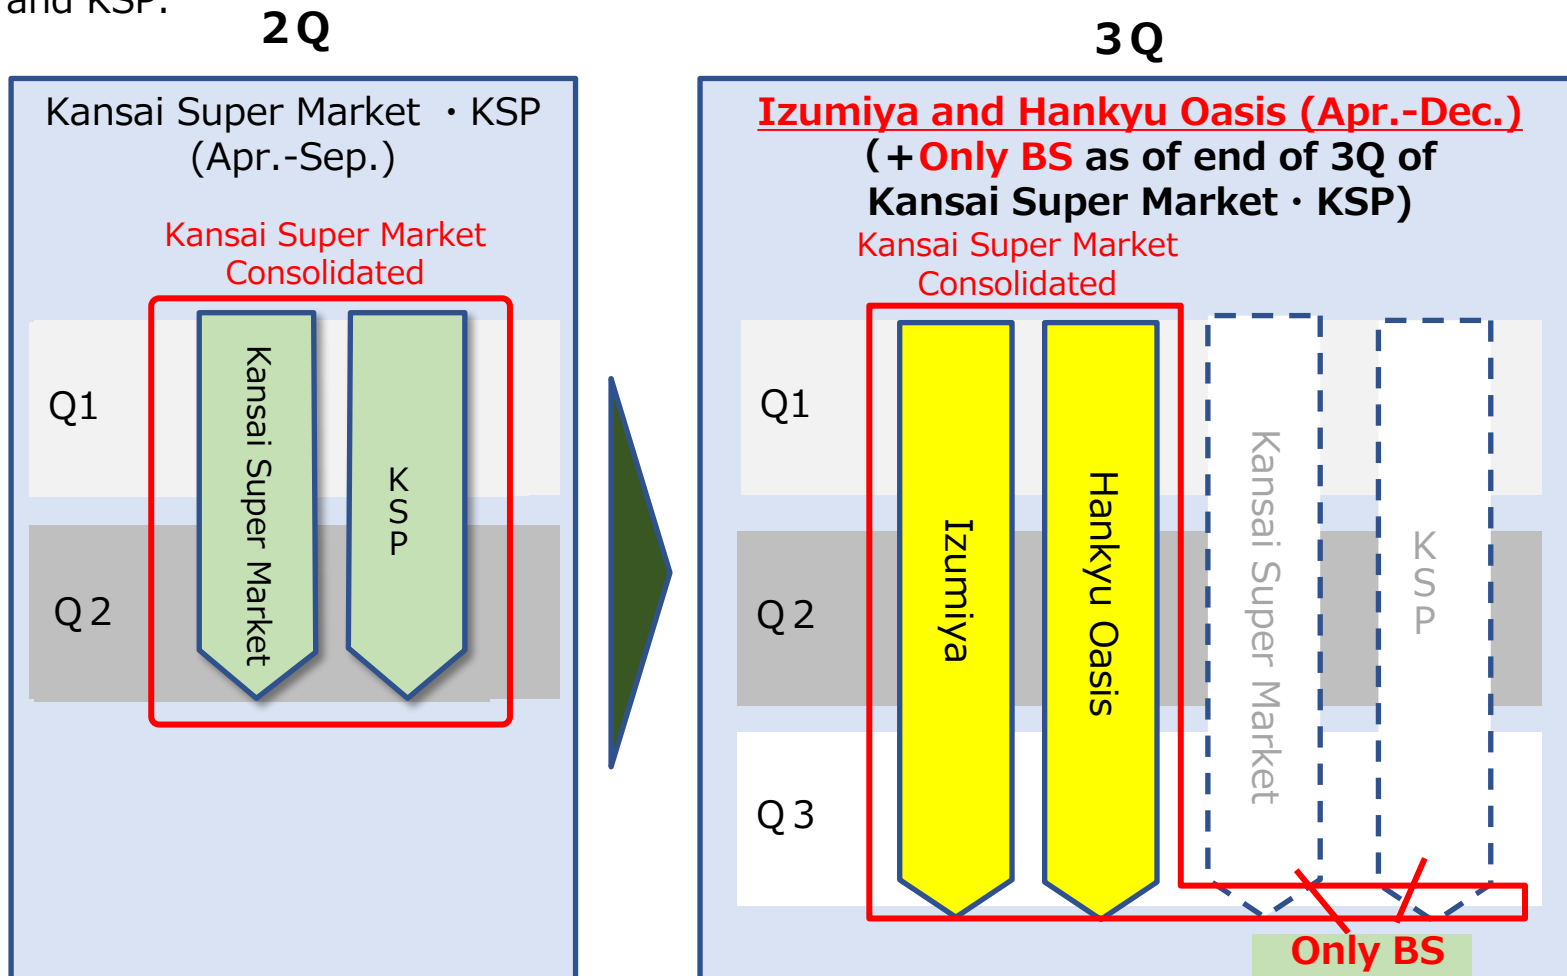 and KSP.
2Q
Kansai Super Market ・KSP
(Apr.-Sep.)
Kansai Super Market
Consolidated
Q1
Q2
Kansai Super Market
KSP
3Q
Izumiya and Hankyu Oasis (Apr.-Dec.)
(+Only BS as of end of 3Q of
Kansai Super Market・KSP)
Kansai Super Market
Consolidated
Q1
Q2
Q3
Izumiya
Hankyu Oasis
Kansai Super Market
KSP
Only BS